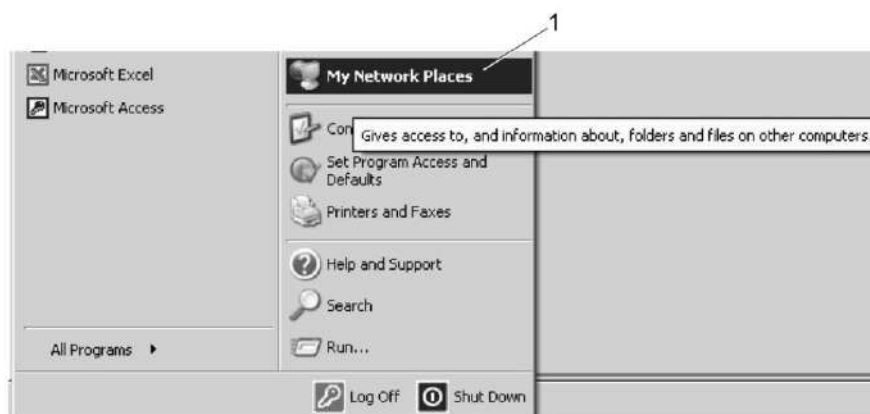 1
Microsoft Excel
My Network Places
Microsoft Access
Con
Gives access to, and information about, folders and files on other computers
Set Program Access and
Defaults
Printers and Faxes
Help and Support
Search
All Programs
Run...
Log Off
Shut Down